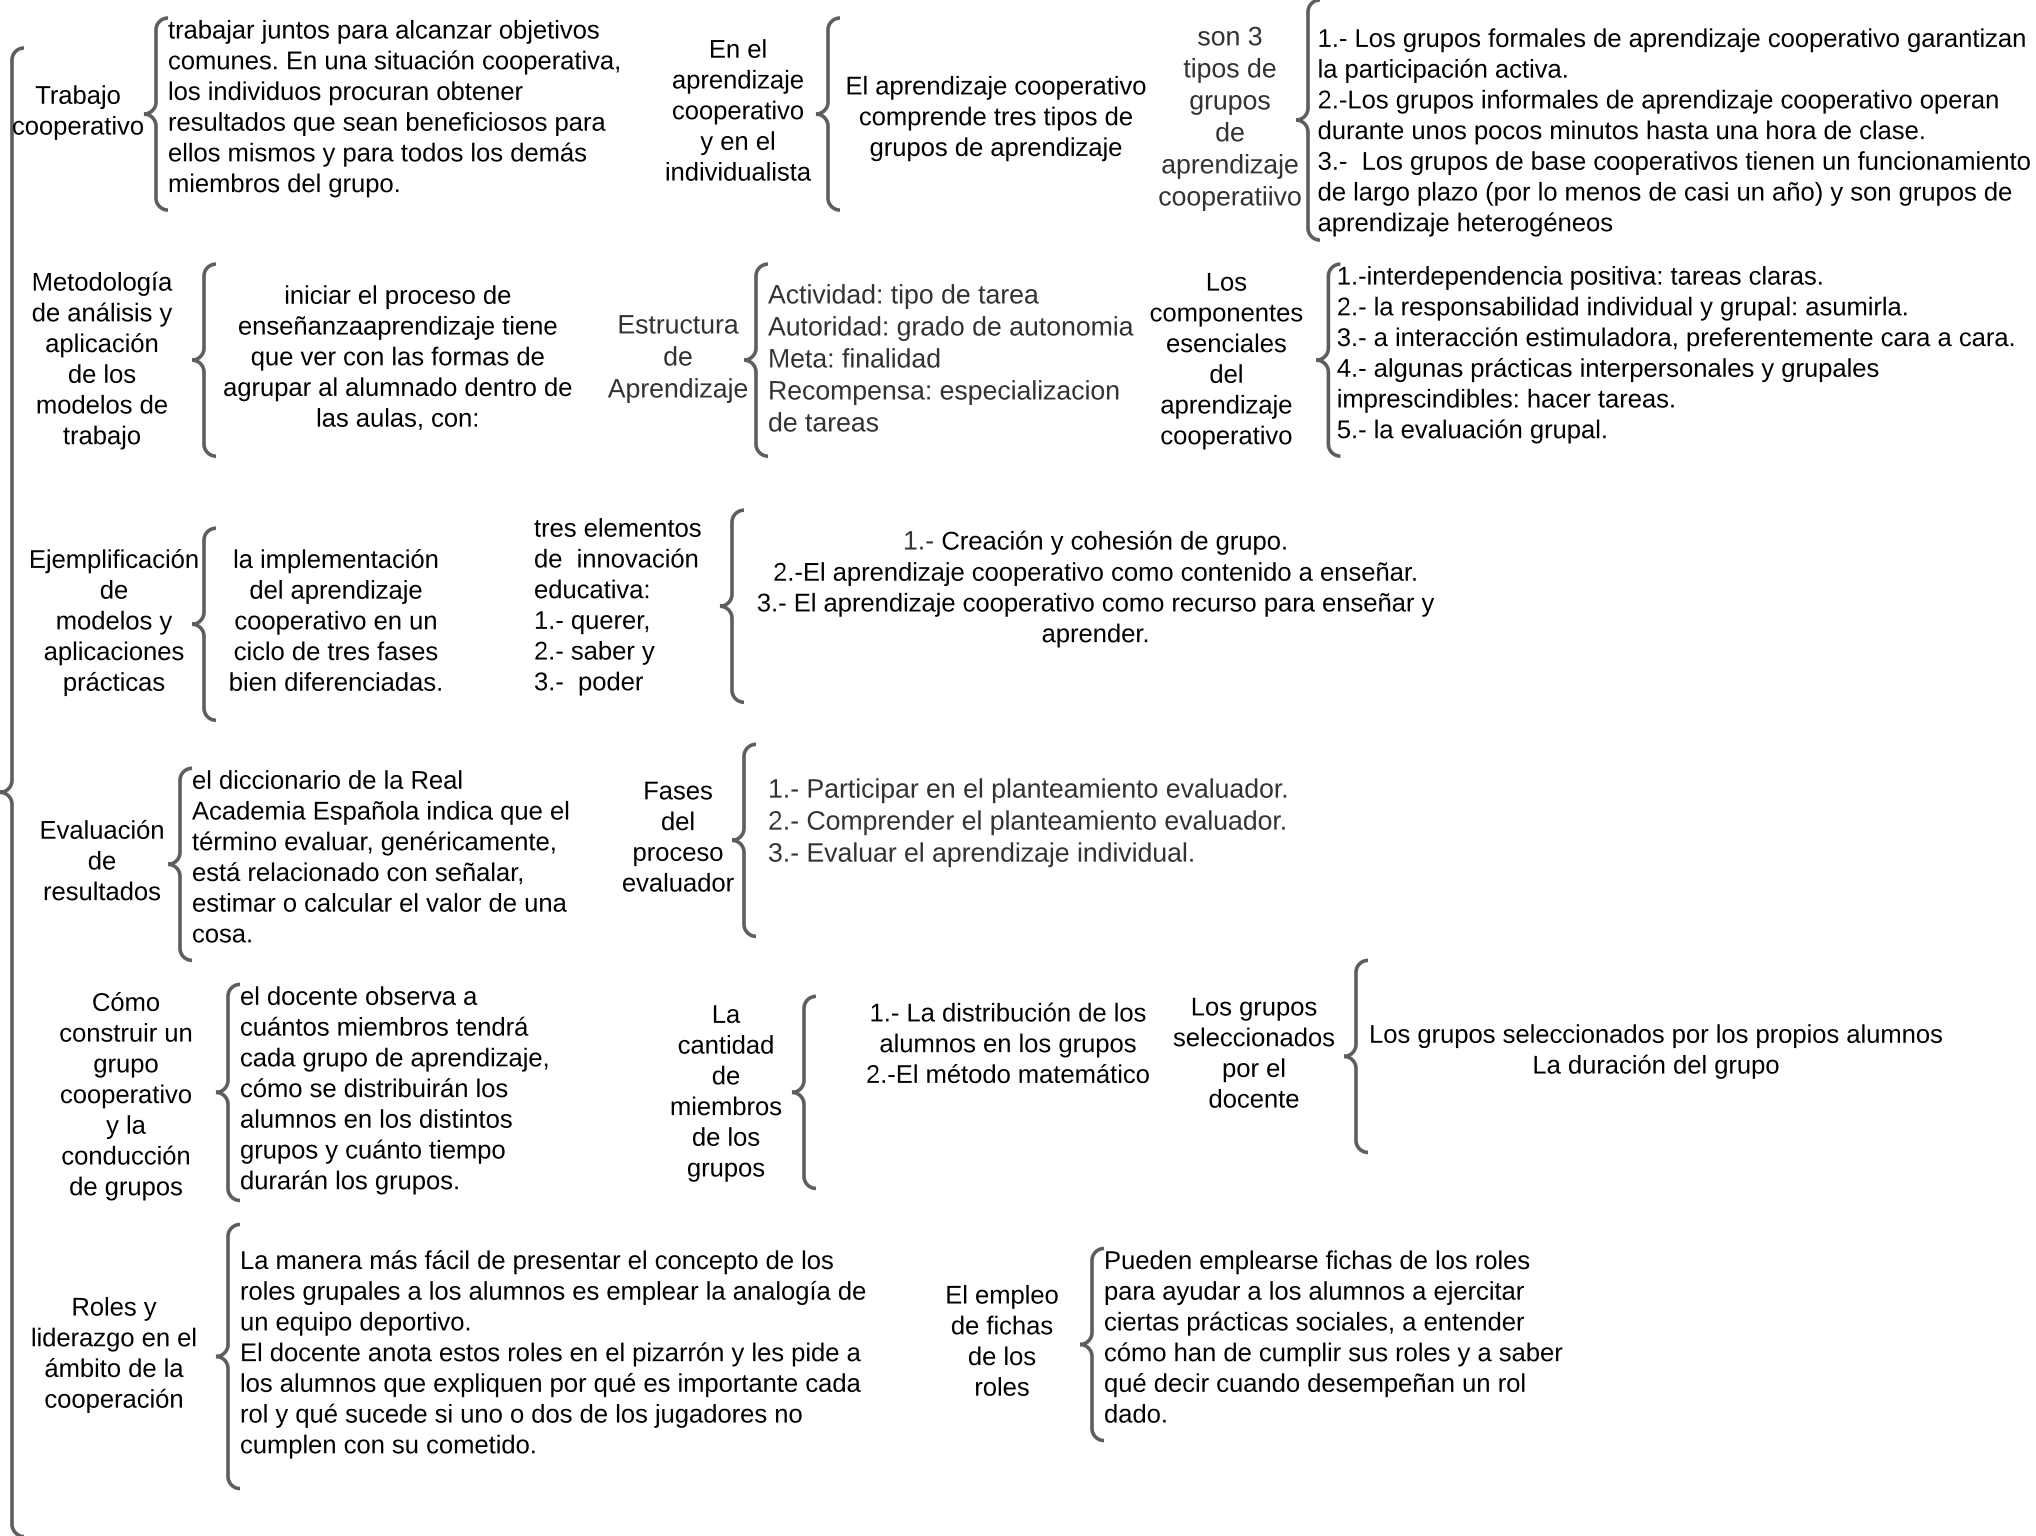 Trabajo
cooperativo
trabajar juntos para alcanzar objetivos
comunes. En una situación cooperativa,
los individuos procuran obtener
resultados que sean beneficiosos para
ellos mismos y para todos los demás
miembros del grupo.
En el
aprendizaje
cooperativo
y en el
individualista
El aprendizaje cooperativo
comprende tres tipos de
grupos de aprendizaje
son 3
tipos de
grupos
de
aprendizaje
cooperatiivo
1.- Los grupos formales de aprendizaje cooperativo garantizan
la participación activa.
2.-Los grupos informales de aprendizaje cooperativo operan
durante unos pocos minutos hasta una hora de clase.
3.-  Los grupos de base cooperativos tienen un funcionamiento
de largo plazo (por lo menos de casi un año) y son grupos de
aprendizaje heterogéneos
Metodología
de análisis y
aplicación
de los
modelos de
trabajo
iniciar el proceso de
enseñanzaaprendizaje tiene
que ver con las formas de
agrupar al alumnado dentro de
las aulas, con:
Estructura
de
Aprendizaje
Actividad: tipo de tarea
Autoridad: grado de autonomia
Meta: finalidad
Recompensa: especializacion
de tareas
Los
componentes
esenciales
del
aprendizaje
cooperativo
1.-interdependencia positiva: tareas claras.
2.- la responsabilidad individual y grupal: asumirla.
3.- a interacción estimuladora, preferentemente cara a cara.
4.- algunas prácticas interpersonales y grupales
imprescindibles: hacer tareas.
5.- la evaluación grupal.
Ejemplificación
de
modelos y
aplicaciones
prácticas
la implementación
del aprendizaje
cooperativo en un
ciclo de tres fases
bien diferenciadas.
tres elementos
de  innovación
educativa:
1.- querer,
2.- saber y
3.-  poder
1.- Creación y cohesión de grupo.
2.-El aprendizaje cooperativo como contenido a enseñar.
3.- El aprendizaje cooperativo como recurso para enseñar y
aprender.
Evaluación
de
resultados
el diccionario de la Real
Academia Española indica que el
término evaluar, genéricamente,
está relacionado con señalar,
estimar o calcular el valor de una
cosa.
Fases
del
proceso
evaluador
1.- Participar en el planteamiento evaluador.
2.- Comprender el planteamiento evaluador.
3.- Evaluar el aprendizaje individual.
Cómo
construir un
grupo
cooperativo
y la
conducción
de grupos
el docente observa a
cuántos miembros tendrá
cada grupo de aprendizaje,
cómo se distribuirán los
alumnos en los distintos
grupos y cuánto tiempo
durarán los grupos.
La
cantidad
de
miembros
de los
grupos
1.- La distribución de los
alumnos en los grupos
2.-El método matemático
Los grupos
seleccionados
por el
docente
Los grupos seleccionados por los propios alumnos
La duración del grupo
Roles y
liderazgo en el
ámbito de la
cooperación
La manera más fácil de presentar el concepto de los
roles grupales a los alumnos es emplear la analogía de
un equipo deportivo.
El docente anota estos roles en el pizarrón y les pide a
los alumnos que expliquen por qué es importante cada
rol y qué sucede si uno o dos de los jugadores no
cumplen con su cometido.
El empleo
de fichas
de los
roles
Pueden emplearse fichas de los roles
para ayudar a los alumnos a ejercitar
ciertas prácticas sociales, a entender
cómo han de cumplir sus roles y a saber
qué decir cuando desempeñan un rol
dado.